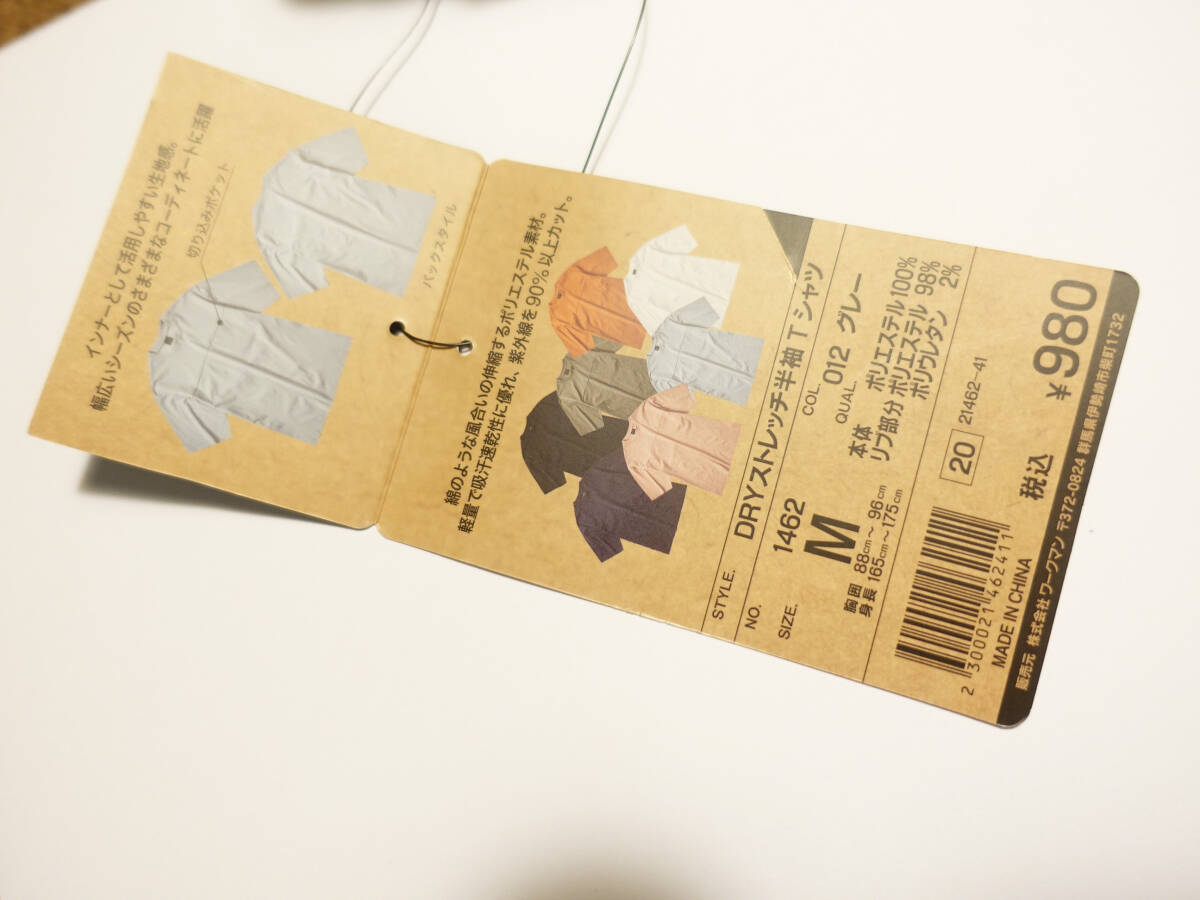 インナーとして活用しやすい生地感。
幅広いシーズンのさまざまなコーディネートに活躍
切り込みポケット
バックスタイル
綿のような風合いの伸縮するポリエステル素材。
軽量で吸汗速乾性に優れ、紫外線を90%以上カット。
STYLE. DRYストレッチ半袖Tシャツ
NO. 1462 COL. 012 グレー
SIZE. M
胸囲 88cm〜96cm
身長 165cm〜175cm
QUAL. 本体 ポリエステル100%
リブ部分 ポリエステル 98%
ポリウレタン 2%
20 21462-41
2300021462411
税込 ¥980
MADE IN CHINA
販売元 株式会社ワークマン 〒372-0824 群馬県伊勢崎市柴町1732